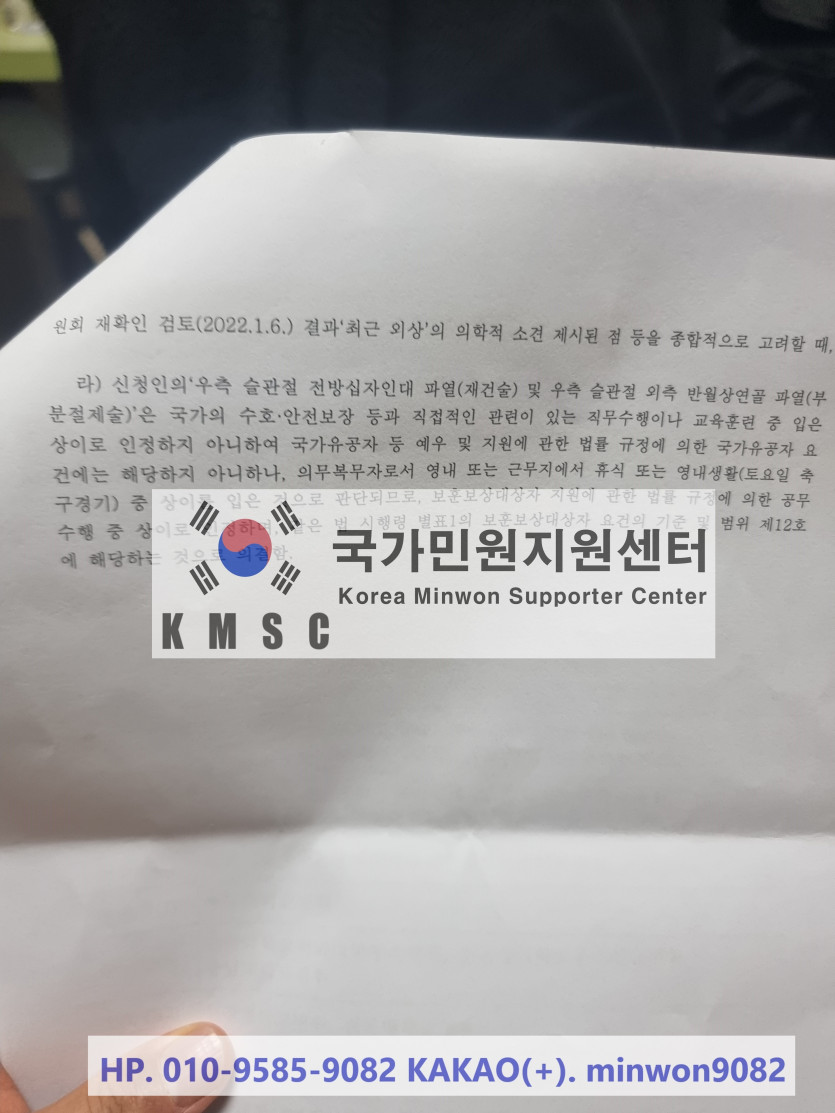 원회 재확인 검토(2022.1.6.) 결과'최근 외상'의 의학적 소견 제시된 점 등을 종합적으로 고려할 때,
라) 신청인의'우측 슬관절 전방십자인대 파열(재건술) 및 우측 슬관절 외측 반월상연골 파열(부
분절제술)'은 국가의 수호·안전보장 등과 직접적인 관련이 있는 직무수행이나 교육훈련 중 입은
상이로 인정하지 아니하여 국가유공자 등 예우 및 지원에 관한 법률 규정에 의한 국가유공자 요
건에는 해당하지 아니하나, 의무복무자로서 영내 또는 근무지에서 휴식 또는 영내생활(토요일 축
구경기) 중 상이를 입은 것으로 판단되므로, 보훈보상대상자 지원에 관한 법률 규정에 의한 공무
수행 중 상이로 인정하며, 같은 법 시행령 별표1의 보훈보상대상자 요건의 기준 및 범위 제12호
에 해당하는 것으로 의결함.
국가민원지원센터
Korea Minwon Supporter Center
KMSC
HP. 010-9585-9082 KAKAO(+). minwon9082